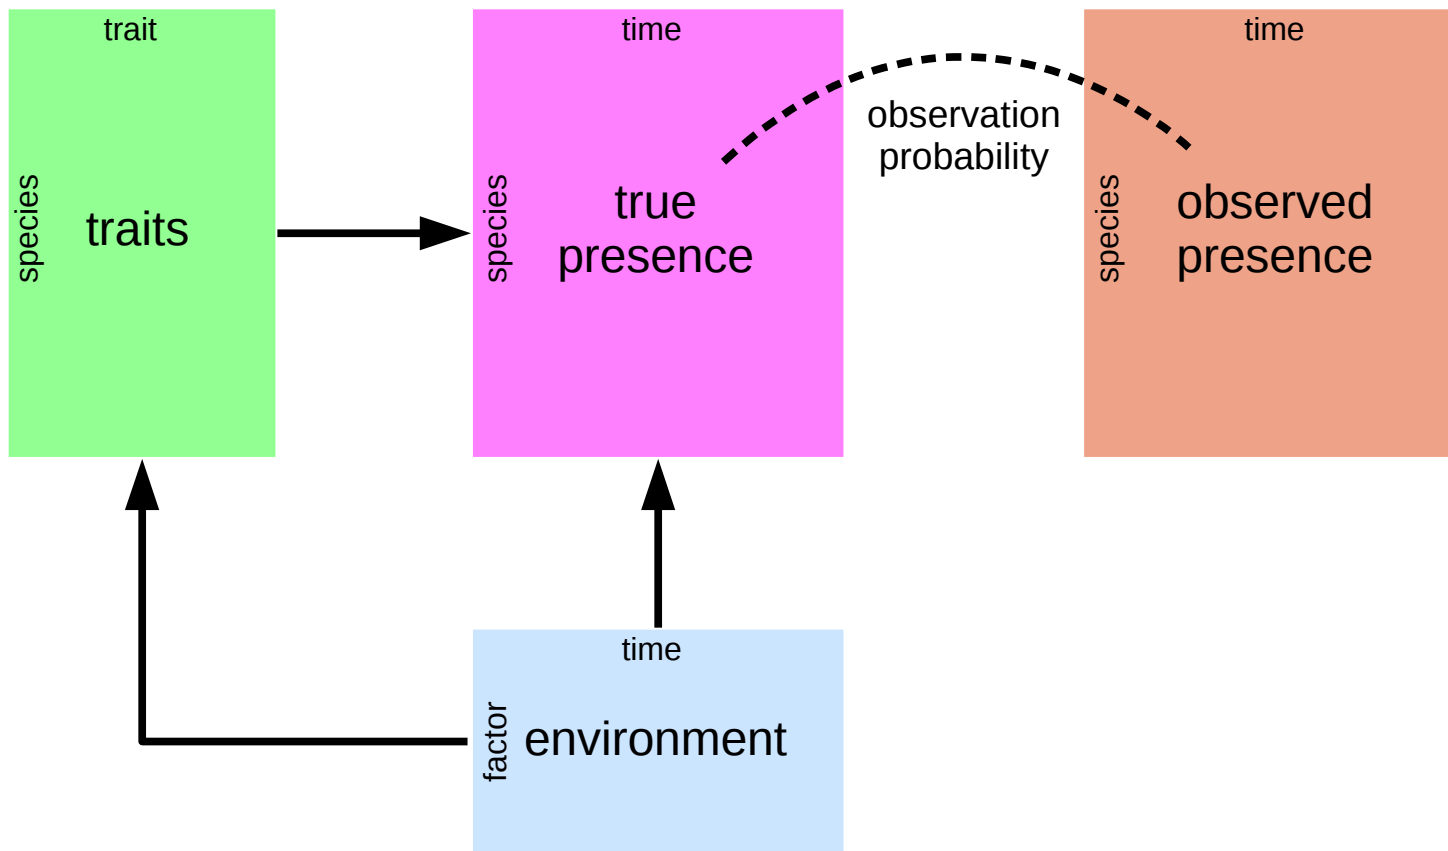 trait
species
traits
time
species
true
presence
observation
probability
time
species
observed
presence
time
factor
environment